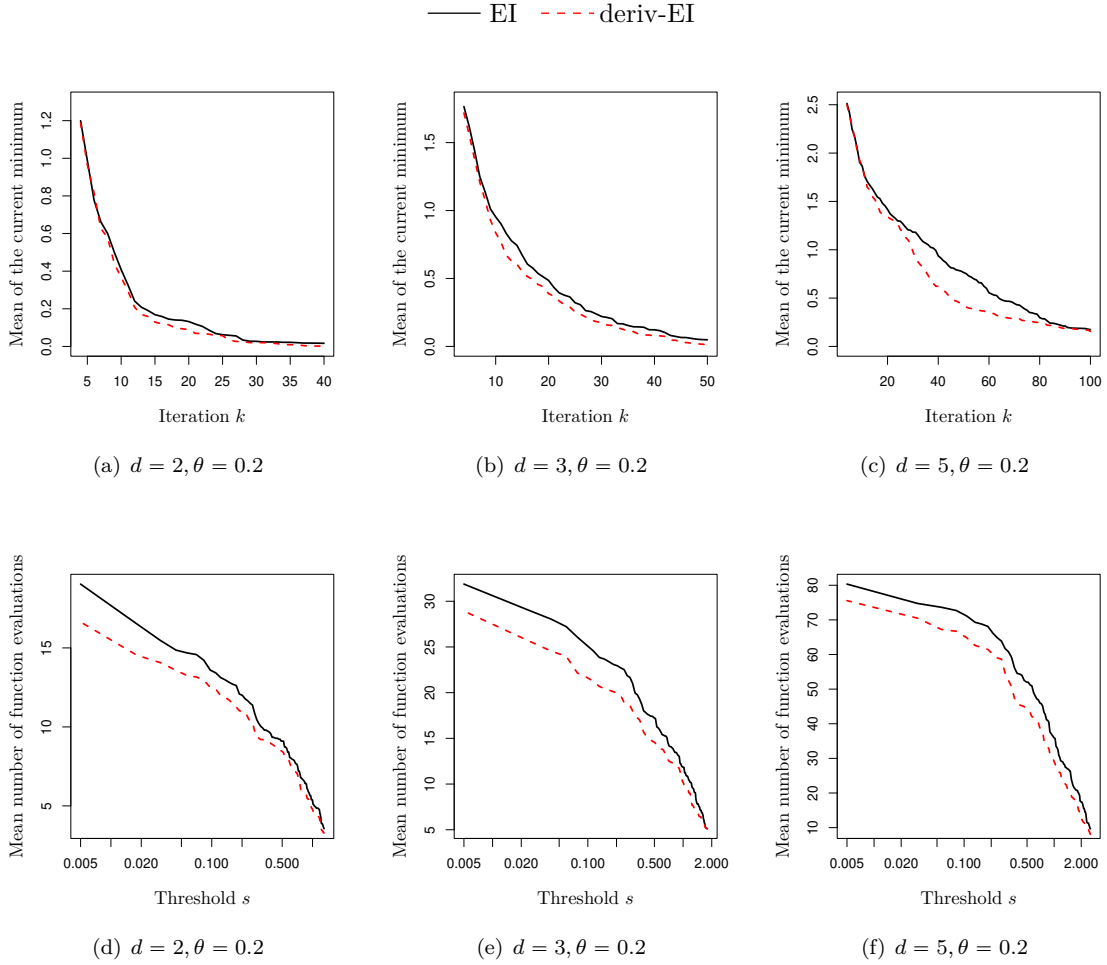 EI deriv-EI
Mean of the current minimum
0.0 0.2 0.4 0.6 0.8 1.0 1.2
5 10 15 20 25 30 35 40
Iteration k
(a) d = 2, θ = 0.2
Mean of the current minimum
0.0 0.5 1.0 1.5
10 20 30 40 50
Iteration k
(b) d = 3, θ = 0.2
Mean of the current minimum
0.0 0.5 1.0 1.5 2.0 2.5
20 40 60 80 100
Iteration k
(c) d = 5, θ = 0.2
Mean number of function evaluations
5 10 15
0.005 0.020 0.100 0.500
Threshold s
(d) d = 2, θ = 0.2
Mean number of function evaluations
5 10 15 20 25 30
0.005 0.020 0.100 0.500 2.000
Threshold s
(e) d = 3, θ = 0.2
Mean number of function evaluations
10 20 30 40 50 60 70 80
0.005 0.020 0.100 0.500 2.000
Threshold s
(f) d = 5, θ = 0.2